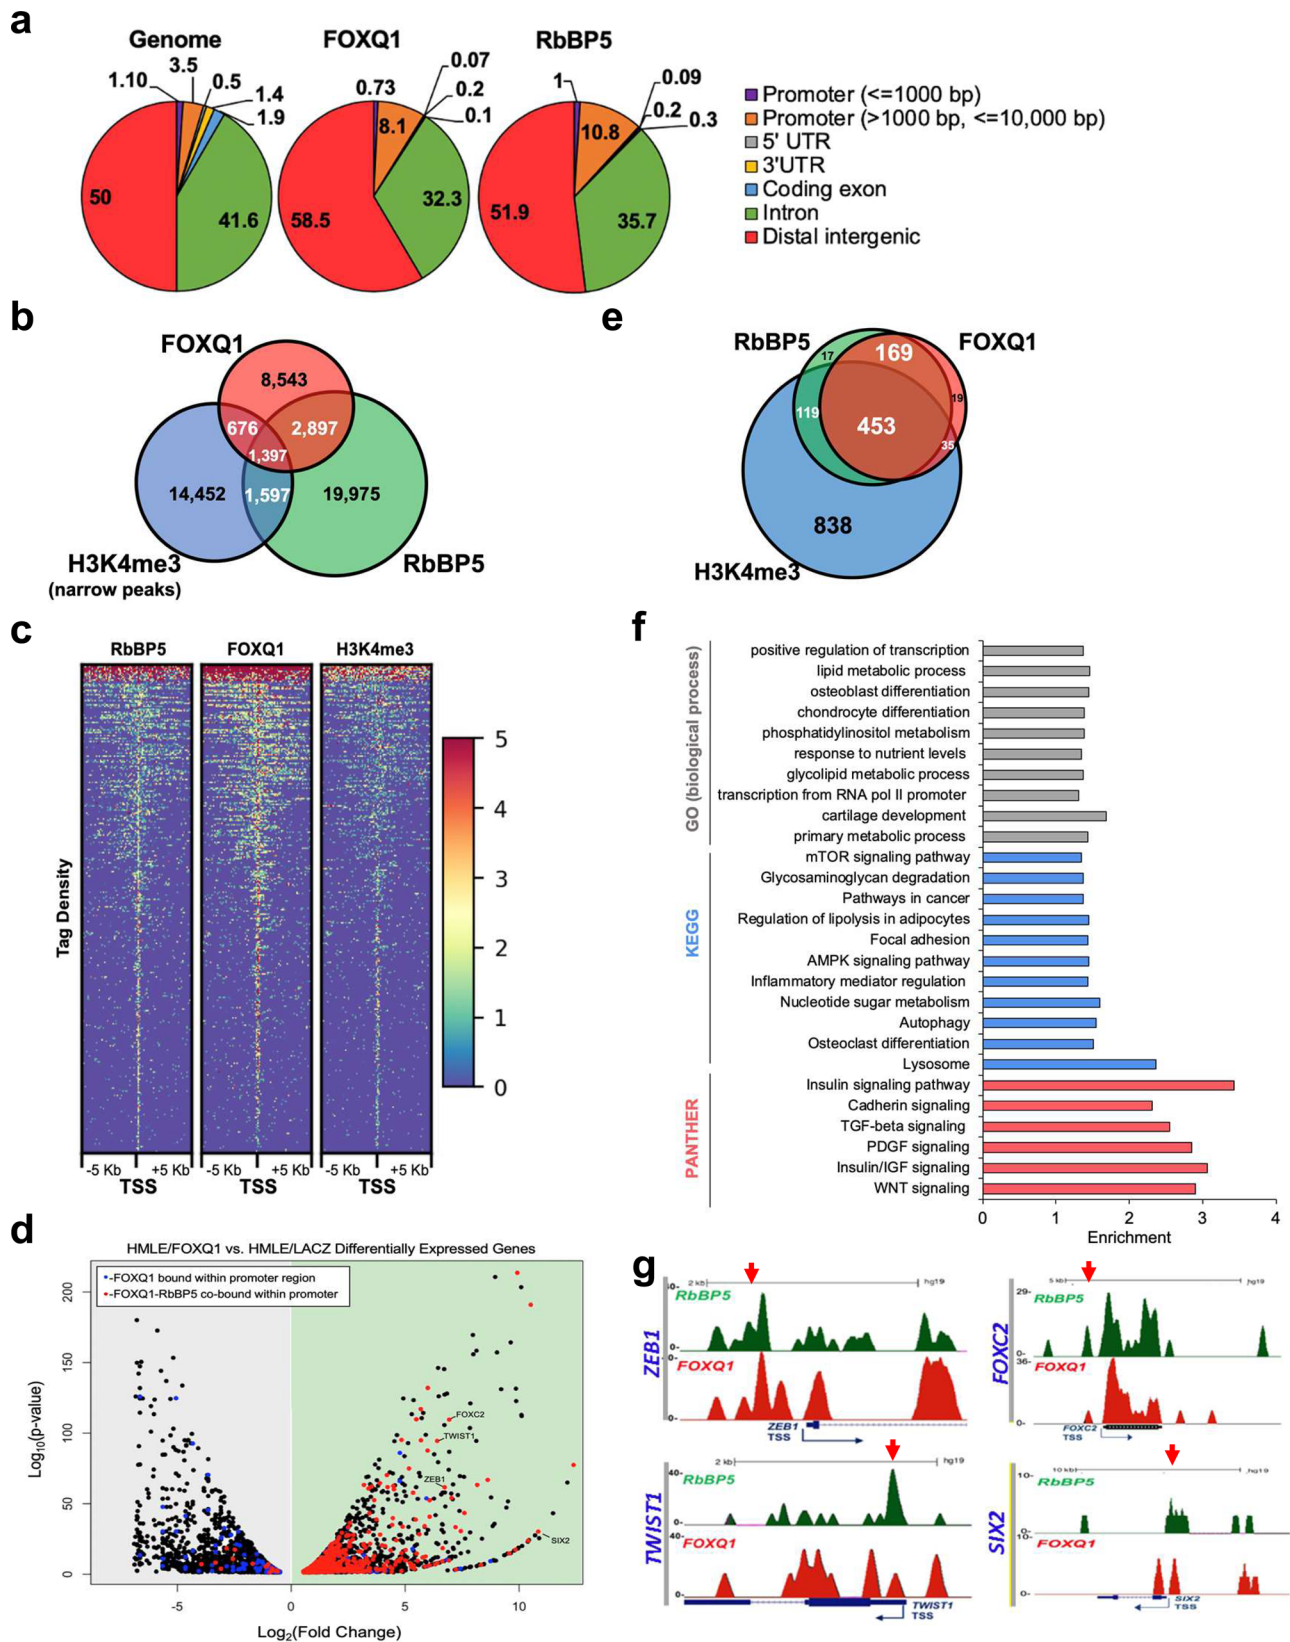 a
Genome
FOXQ1
RbBP5
1.10
3.5
0.5
1.4
1.9
50
41.6
0.73
0.07
0.2
0.1
8.1
32.3
58.5
1
0.09
0.2
0.3
10.8
51.9
35.7
Promoter (<=1000 bp)
Promoter (>1000 bp, <=10,000 bp)
5' UTR
3'UTR
Coding exon
Intron
Distal intergenic
b
FOXQ1
8,543
676
2,897
1,397
14,452
1,597
19,975
H3K4me3
(narrow peaks)
RbBP5
e
RbBP5
FOXQ1
17
169
19
119
453
35
838
H3K4me3
c
RbBP5
FOXQ1
H3K4me3
Tag Density
5
4
3
2
1
0
-5 Kb
+5 Kb
-5 Kb
+5 Kb
-5 Kb
+5 Kb
TSS
TSS
TSS
f
GO (biological process)
positive regulation of transcription
lipid metabolic process
osteoblast differentiation
chondrocyte differentiation
phosphatidylinositol metabolism
response to nutrient levels
glycolipid metabolic process
transcription from RNA pol II promoter
cartilage development
primary metabolic process
KEGG
mTOR signaling pathway
Glycosaminoglycan degradation
Pathways in cancer
Regulation of lipolysis in adipocytes
Focal adhesion
AMPK signaling pathway
Inflammatory mediator regulation
Nucleotide sugar metabolism
Autophagy
Osteoclast differentiation
Lysosome
PANTHER
Insulin signaling pathway
Cadherin signaling
TGF-beta signaling
PDGF signaling
Insulin/IGF signaling
WNT signaling
0
1
2
3
4
Enrichment
d
HMLE/FOXQ1 vs. HMLE/LACZ Differentially Expressed Genes
-FOXQ1 bound within promoter region
-FOXQ1-RbBP5 co-bound within promoter
Log10(p-value)
200
150
100
50
0
FOXC2
TWIST1
ZEB1
SIX2
-5
0
5
10
Log2(Fold Change)
g
ZEB1
2 kb
hg19
RbBP5
0-
FOXQ1
0-
ZEB1
TSS
FOXC2
5 kb
hg19
29-
RbBP5
0-
36-
FOXQ1
0-
FOXC2
TSS
TWIST1
2 kb
hg19
40-
RbBP5
0-
40
FOXQ1
0-
TWIST1
TSS
SIX2
10 kb
hg19
10-
RbBP5
0-
10-
FOXQ1
0-
SIX2
TSS